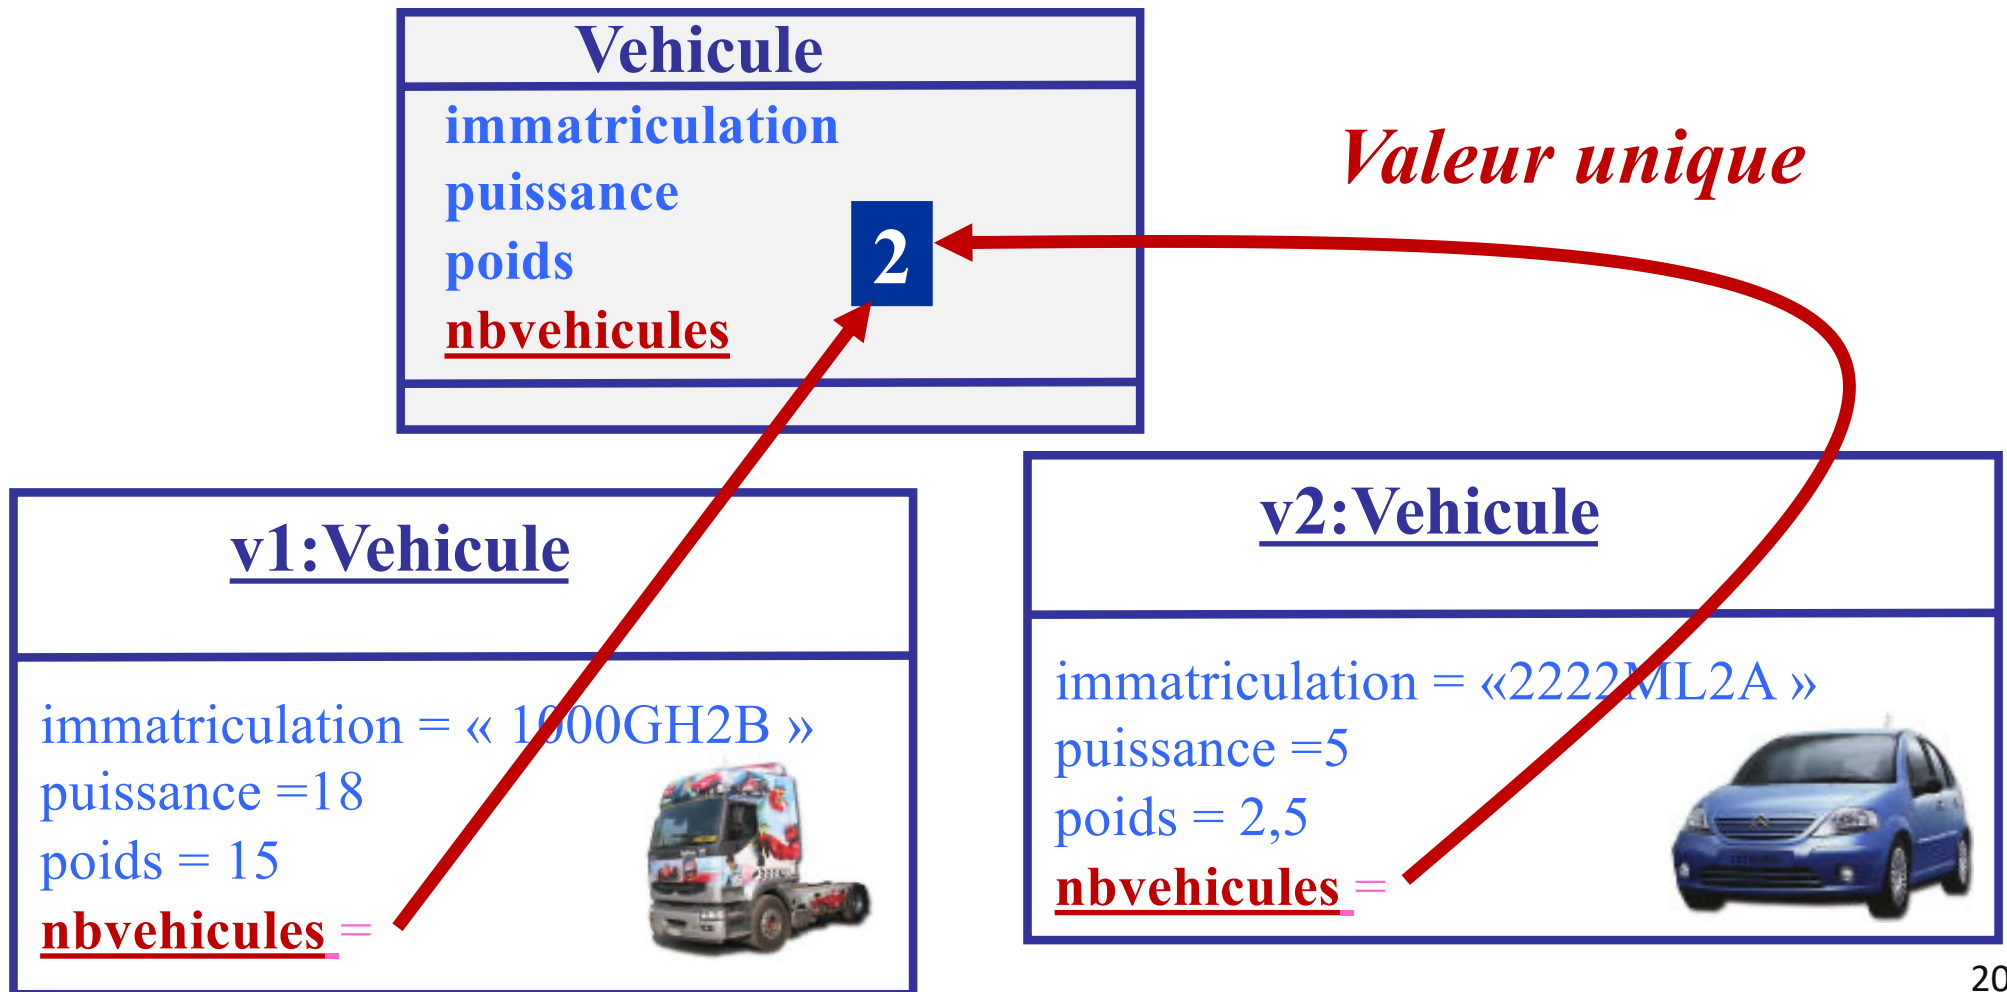 Vehicule
immatriculation
puissance
poids
nbvehicules
2
Valeur unique
v1:Vehicule
immatriculation = « 1000GH2B »
puissance =18
poids = 15
nbvehicules =
v2:Vehicule
immatriculation = «2222ML2A »
puissance =5
poids = 2,5
nbvehicules =
20